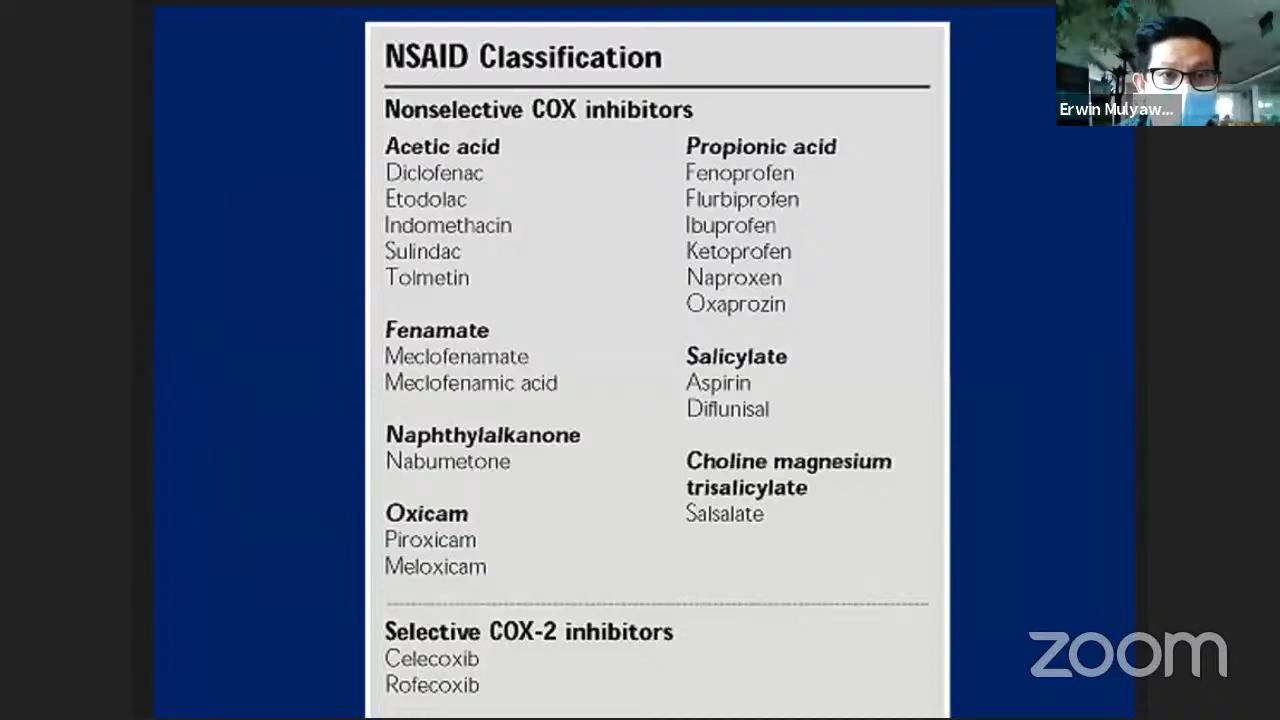 NSAID Classification
Nonselective COX inhibitors
Acetic acid
Diclofenac
Etodolac
Indomethacin
Sulindac
Tolmetin
Fenamate
Meclofenamate
Meclofenamic acid
Naphthylalkanone
Nabumetone
Oxicam
Piroxicam
Meloxicam
Propionic acid
Fenoprofen
Flurbiprofen
Ibuprofen
Ketoprofen
Naproxen
Oxaprozin
Salicylate
Aspirin
Diflunisal
Choline magnesium
trisalicylate
Salsalate
Selective COX-2 inhibitors
Celecoxib
Rofecoxib
Erwin Mulyaw...
zoom